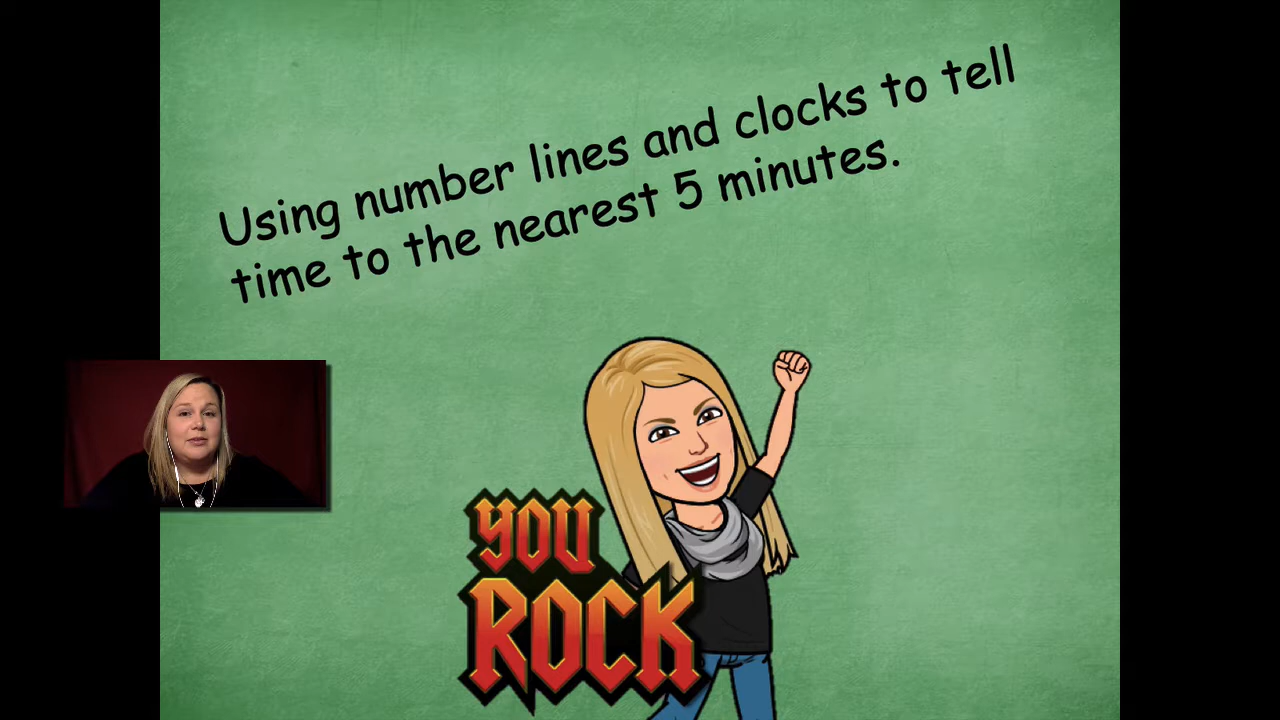 Using number lines and clocks to tell
time to the nearest 5 minutes.
YOU
ROCK